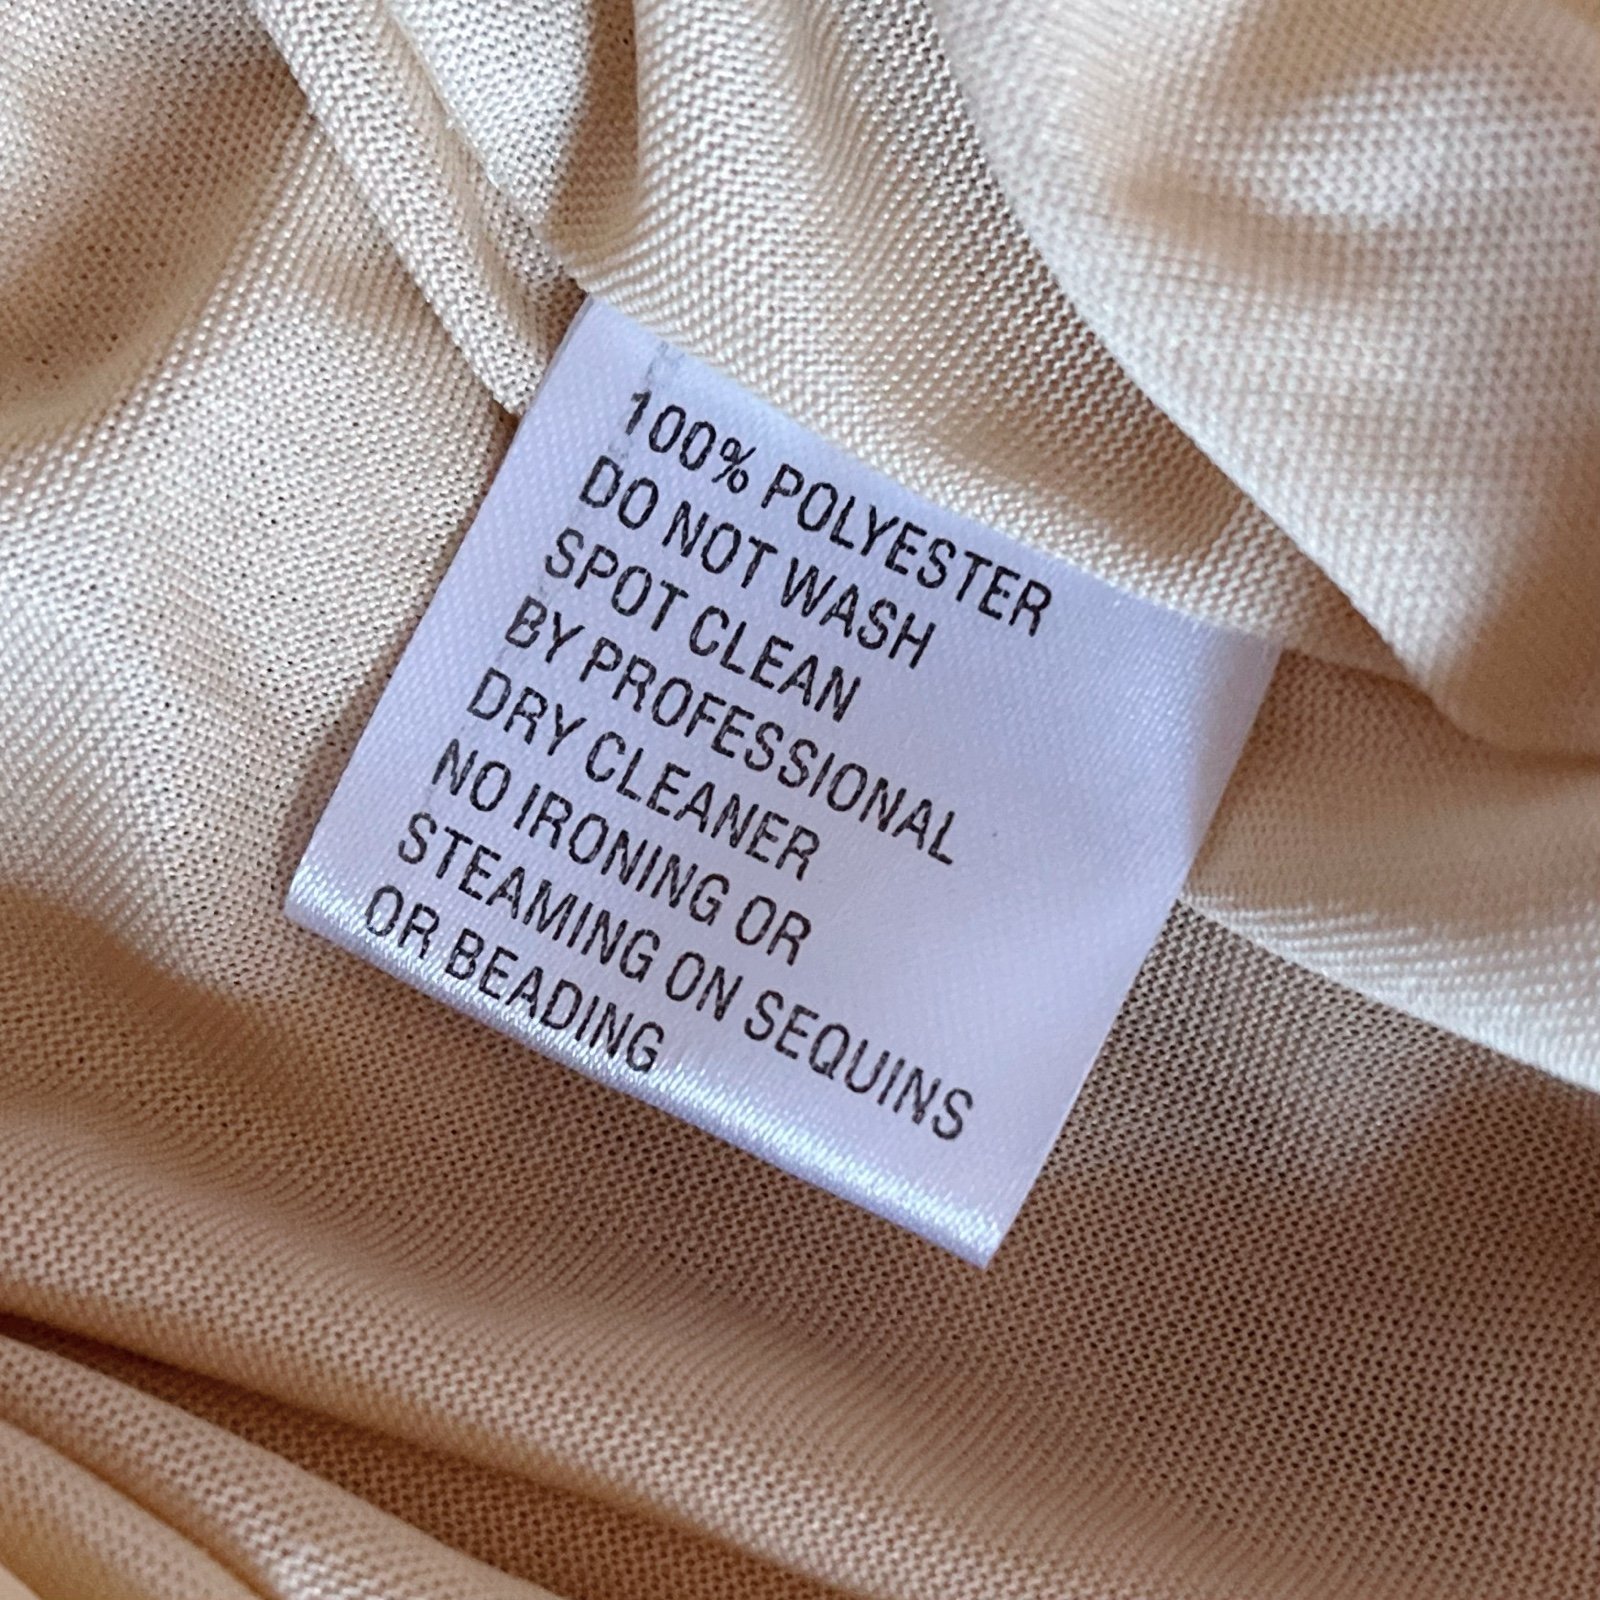 100% POLYESTER
DO NOT WASH
SPOT CLEAN
BY PROFESSIONAL
DRY CLEANER
NO IRONING OR
STEAMING ON SEQUINS
OR BEADING